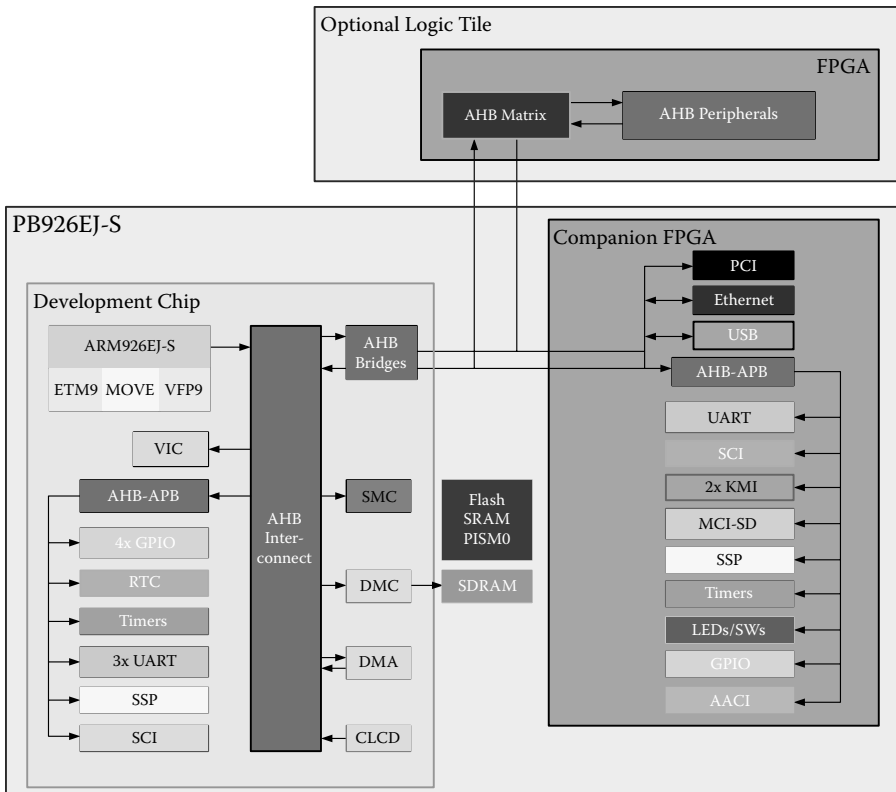 Optional Logic Tile
FPGA
AHB Matrix
AHB Peripherals
PB926EJ-S
Companion FPGA
PCI
Ethernet
USB
AHB-APB
UART
SCI
2x KMI
MCI-SD
SSP
Timers
LEDs/SWs
GPIO
AACI
Development Chip
ARM926EJ-S
ETM9 MOVE VFP9
VIC
AHB-APB
4x GPIO
RTC
Timers
3x UART
SSP
SCI
AHB
Inter-
connect
AHB
Bridges
SMC
DMC
DMA
CLCD
Flash
SRAM
PISM0
SDRAM